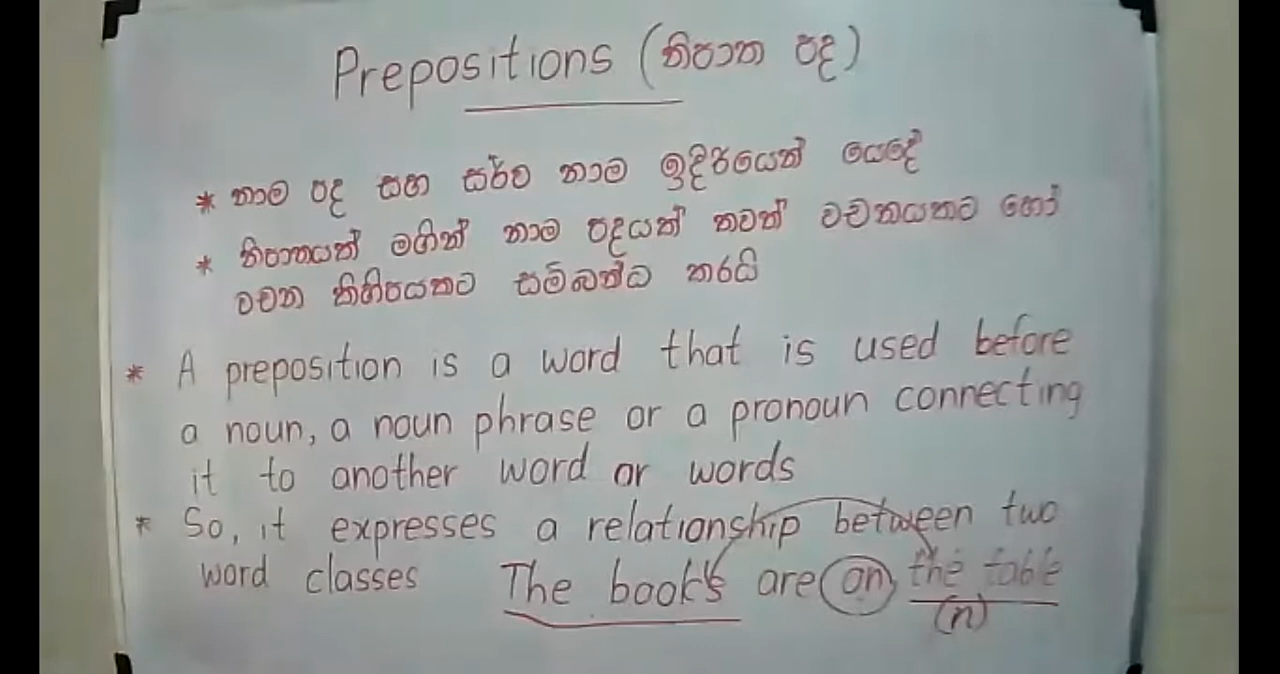 Prepositions (නිපාත පද)
* නාම පද සහ සර්ව නාම ඉදිරියෙන් යෙදේ
* නිපාතයන් මගින් නාම පදයක් තවත් වචනයකට හෝ
වචන කිහිපයකට සම්බන්ධ කරයි
* A preposition is a word that is used before
a noun, a noun phrase or a pronoun connecting
it to another word or words
* So, it expresses a relationship between two
word classes The books are on the table
(n)